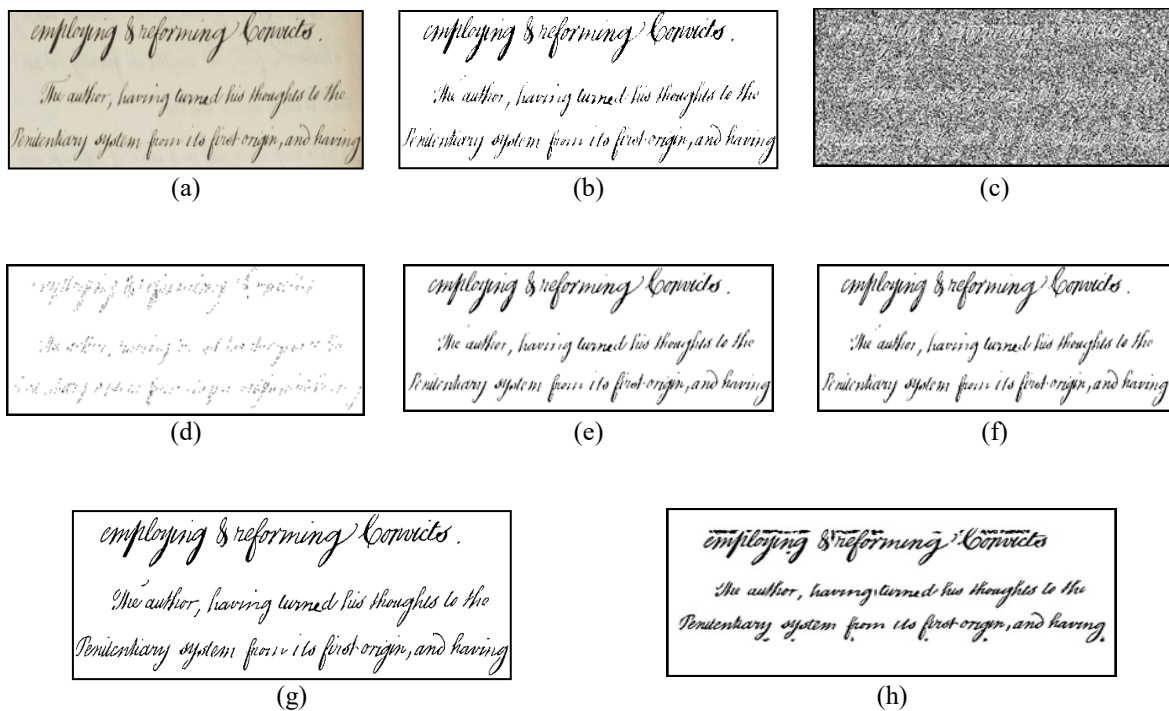 employing & reforming Convicts.
The author, having turned his thoughts to the
Penitentiary system from its first origin, and having
(a)
employing & reforming Convicts.
The author, having turned his thoughts to the
Penitentiary system from its first origin, and having
(b)
(c)
(d)
employing & reforming Convicts.
The author, having turned his thoughts to the
Penitentiary system from its first origin, and having
(e)
employing & reforming Convicts.
The author, having turned his thoughts to the
Penitentiary system from its first origin, and having
(f)
employing & reforming Convicts.
The author, having turned his thoughts to the
Penitentiary system from its first origin, and having
(g)
employing & reforming Convicts
The author, having turned his thoughts to the
Penitentiary system from its first origin, and having
(h)